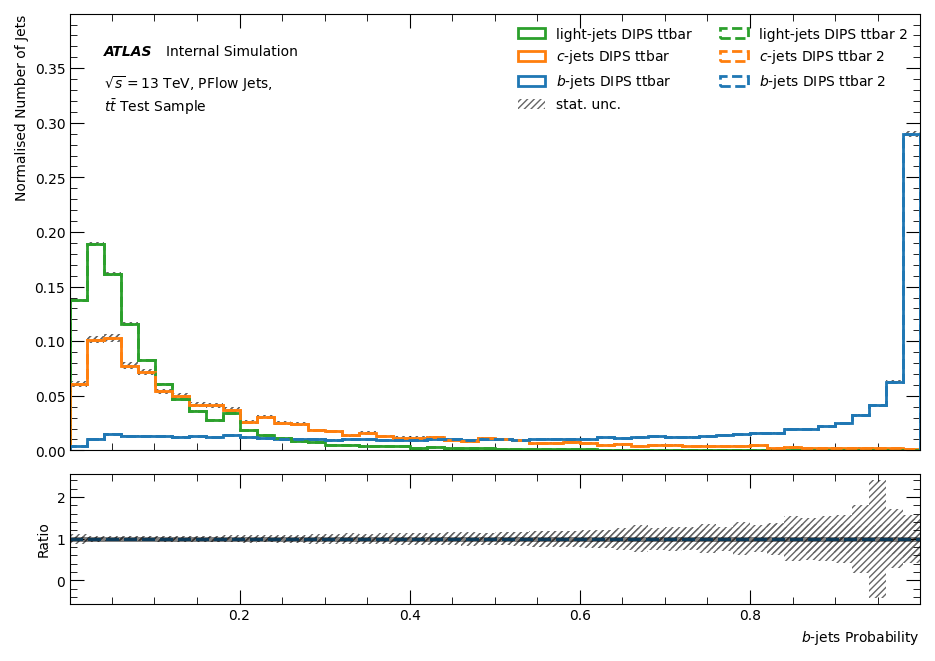 Normalised Number of Jets
0.35
0.30
0.25
0.20
0.15
0.10
0.05
0.00
ATLAS Internal Simulation
√s = 13 TeV, PFlow Jets,
tt̄ Test Sample
light-jets DIPS ttbar
c-jets DIPS ttbar
b-jets DIPS ttbar
stat. unc.
light-jets DIPS ttbar 2
c-jets DIPS ttbar 2
b-jets DIPS ttbar 2
Ratio
2
1
0
0.2 0.4 0.6 0.8
b-jets Probability